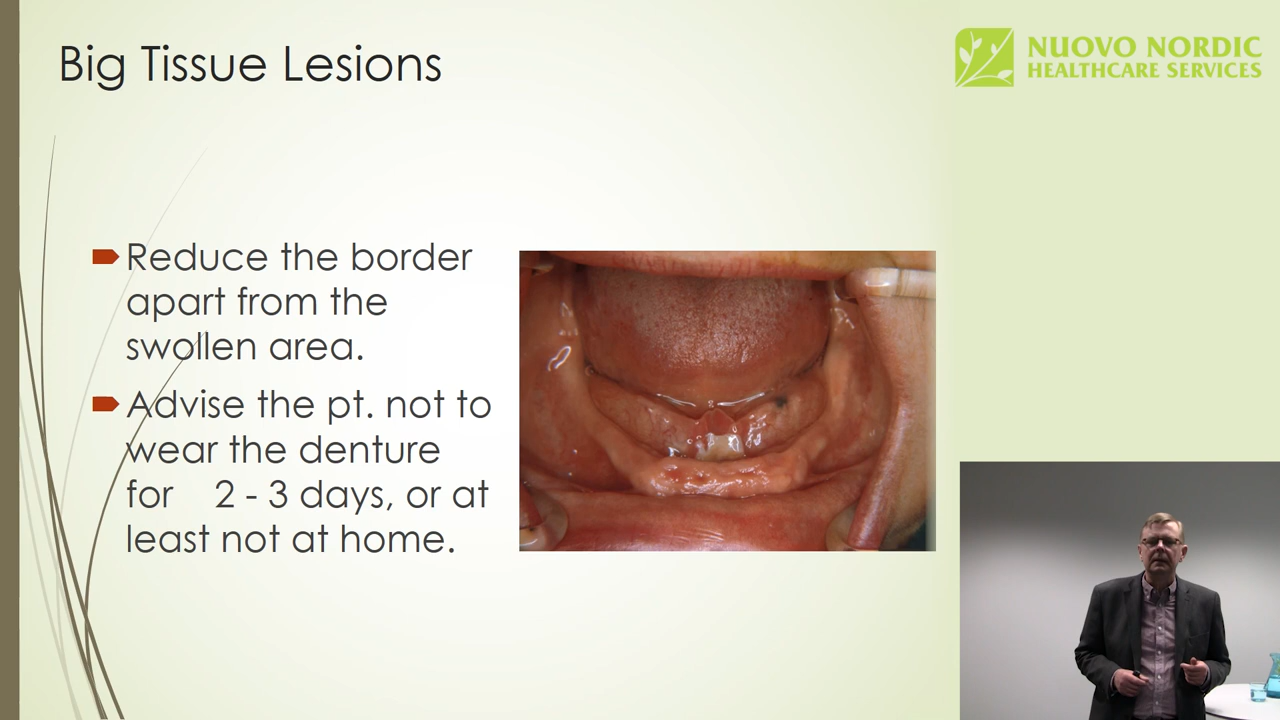 Big Tissue Lesions
NUOVO NORDIC
HEALTHCARE SERVICES
Reduce the border
apart from the
swollen area.
Advise the pt. not to
wear the denture
for 2 - 3 days, or at
least not at home.